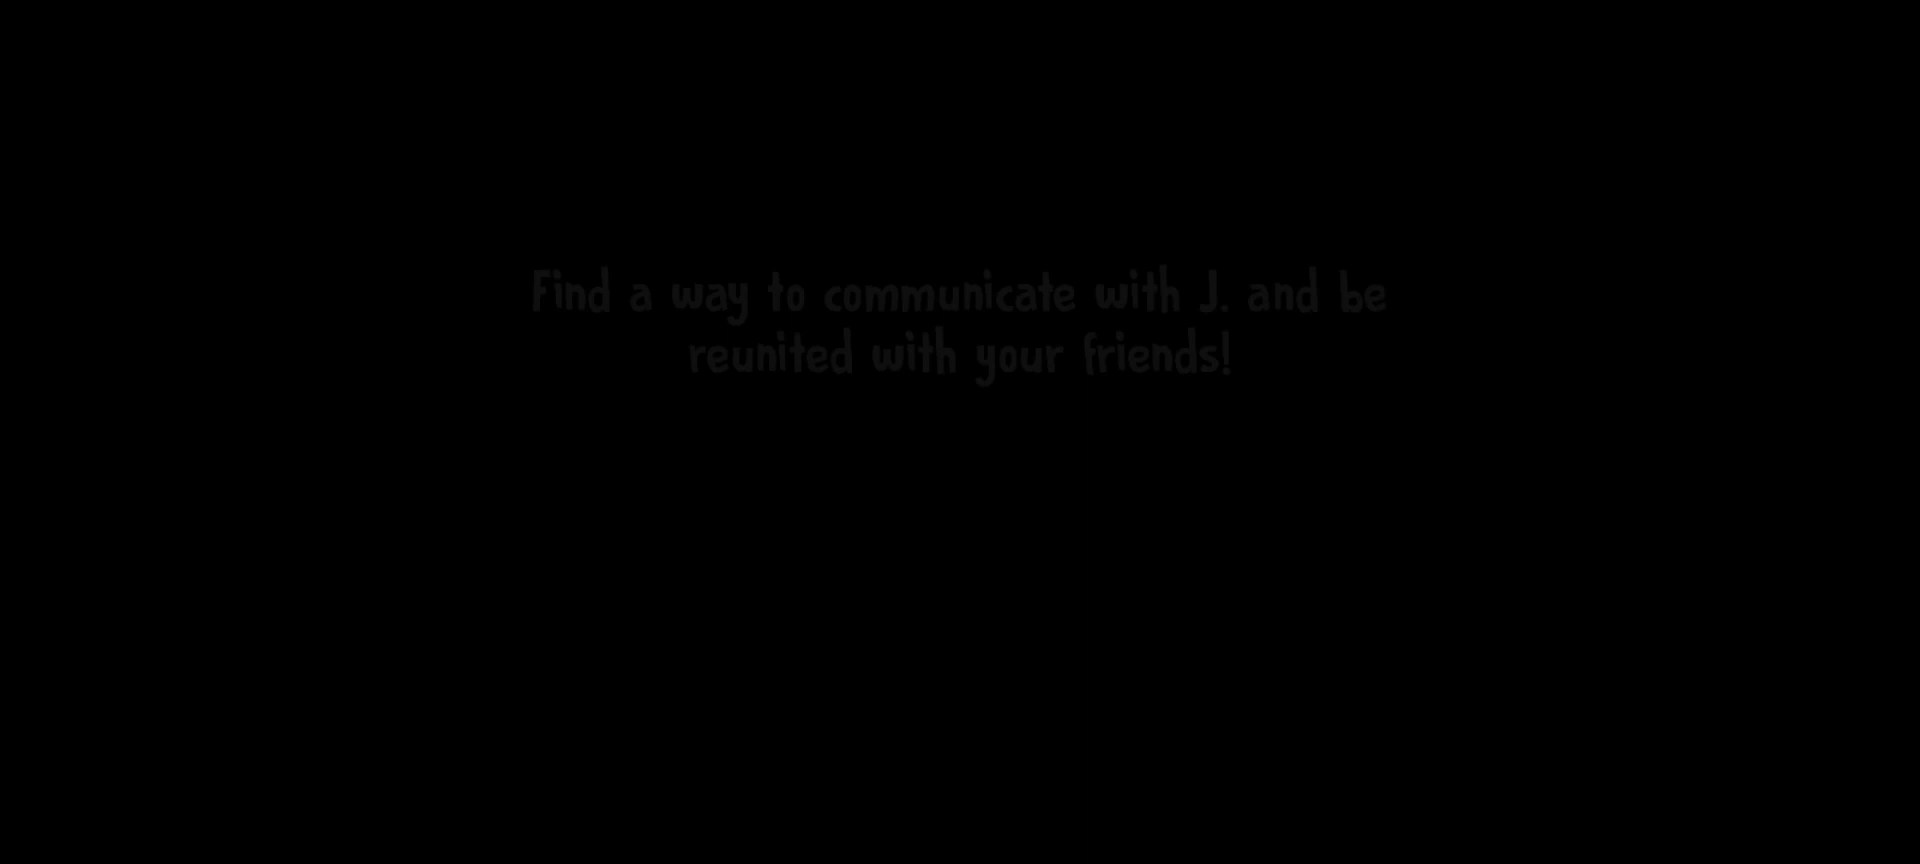 Find a way to communicate with J. and be
reunited with your friends!